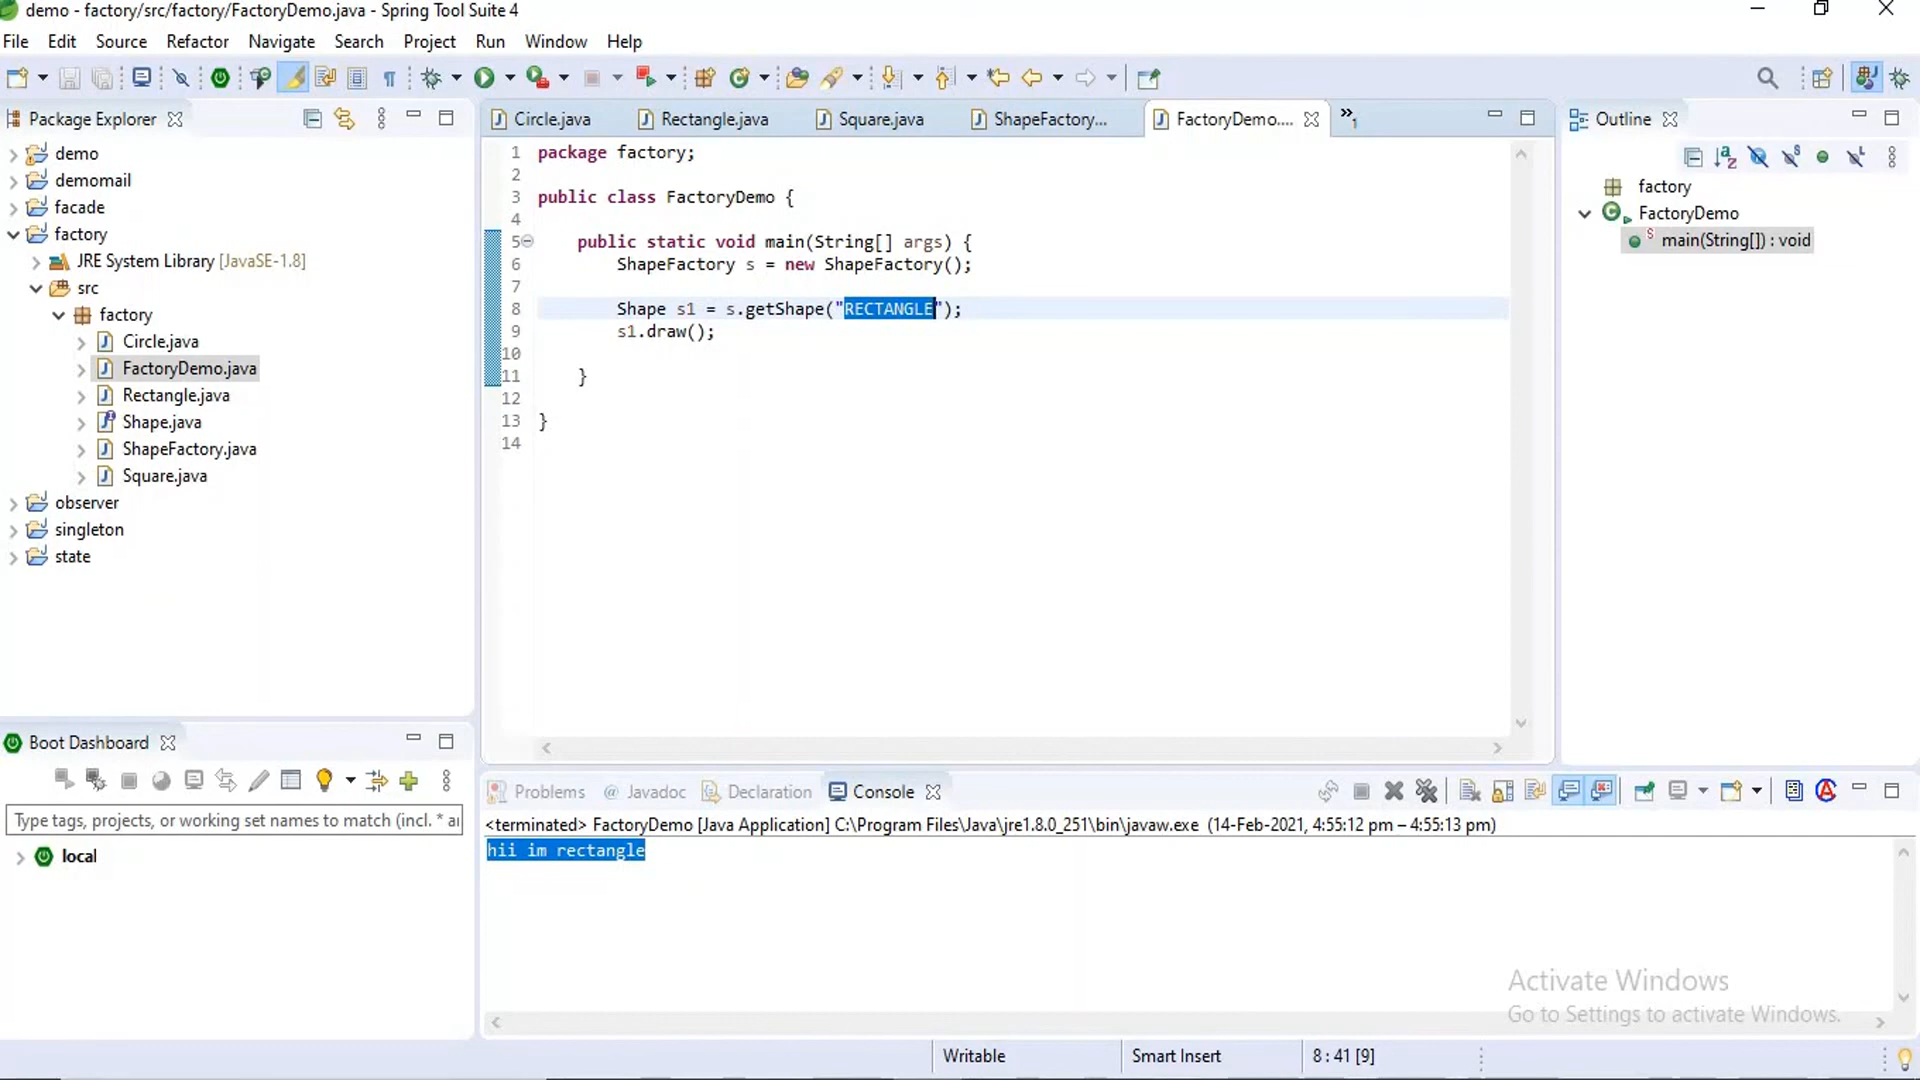 demo - factory/src/factory/FactoryDemo.java - Spring Tool Suite 4
File Edit Source Refactor Navigate Search Project Run Window Help
Package Explorer
demo
demomail
facade
factory
JRE System Library [JavaSE-1.8]
src
factory
Circle.java
FactoryDemo.java
Rectangle.java
Shape.java
ShapeFactory.java
Square.java
observer
singleton
state
Circle.java Rectangle.java Square.java ShapeFactory... FactoryDemo.... »1
1 package factory;
2
3 public class FactoryDemo {
4
5 public static void main(String[] args) {
6 ShapeFactory s = new ShapeFactory();
7
8 Shape s1 = s.getShape("RECTANGLE");
9 s1.draw();
10
11 }
12
13 }
14
Outline
factory
FactoryDemo
main(String[]) : void
Boot Dashboard
Type tags, projects, or working set names to match (incl. * ai
local
Problems @ Javadoc Declaration Console
<terminated> FactoryDemo [Java Application] C:\Program Files\Java\jre1.8.0_251\bin\javaw.exe (14-Feb-2021, 4:55:12 pm – 4:55:13 pm)
hii im rectangle
Activate Windows
Go to Settings to activate Windows.
Writable Smart Insert 8 : 41 [9]